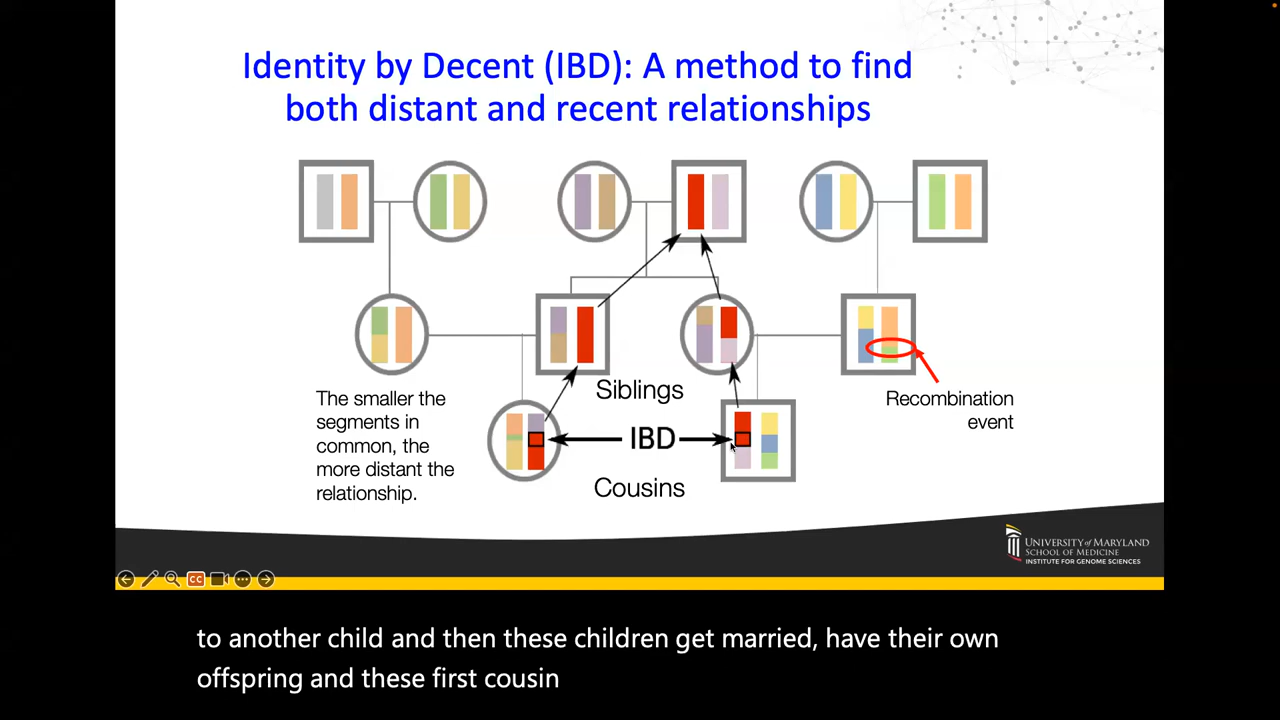 Identity by Decent (IBD): A method to find
both distant and recent relationships
The smaller the
segments in
common, the
more distant the
relationship.
Siblings
IBD
Cousins
Recombination
event
UNIVERSITY of MARYLAND
SCHOOL OF MEDICINE
INSTITUTE FOR GENOME SCIENCES
CC
to another child and then these children get married, have their own
offspring and these first cousin